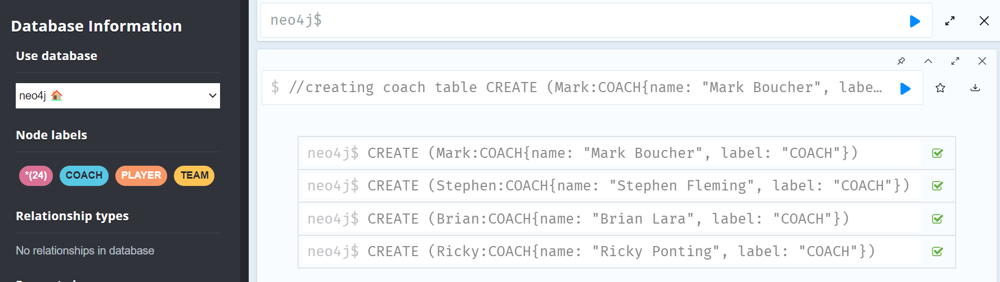 Database Information
Use database
neo4j
Node labels
*(24) COACH PLAYER TEAM
Relationship types
No relationships in database
neo4j$
$ //creating coach table CREATE (Mark:COACH{name: "Mark Boucher", labe…
neo4j$ CREATE (Mark:COACH{name: "Mark Boucher", label: "COACH"})
neo4j$ CREATE (Stephen:COACH{name: "Stephen Fleming", label: "COACH"})
neo4j$ CREATE (Brian:COACH{name: "Brian Lara", label: "COACH"})
neo4j$ CREATE (Ricky:COACH{name: "Ricky Ponting", label: "COACH"})